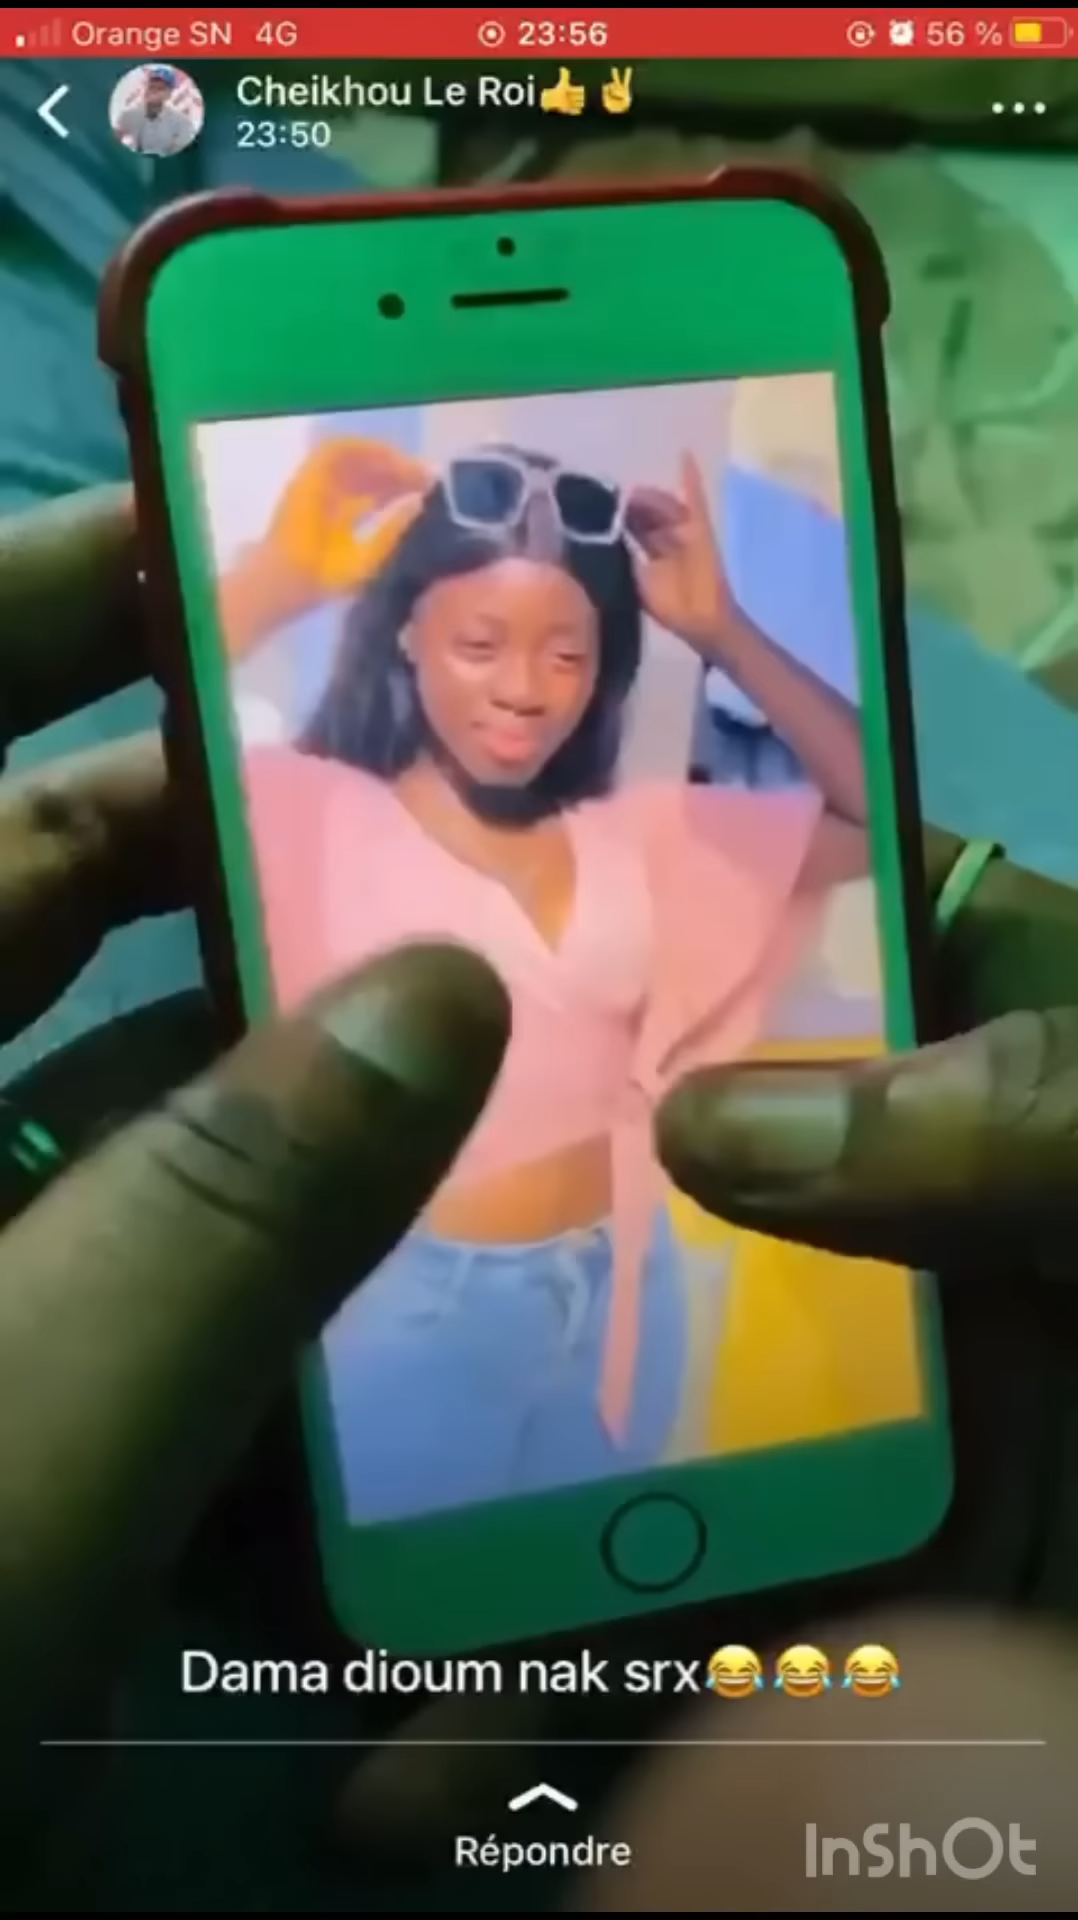 Orange SN 4G 23:56 56 %
Cheikhou Le Roi👍✌️
23:50
Dama dioum nak srx😂😂😂
Répondre
InShOt